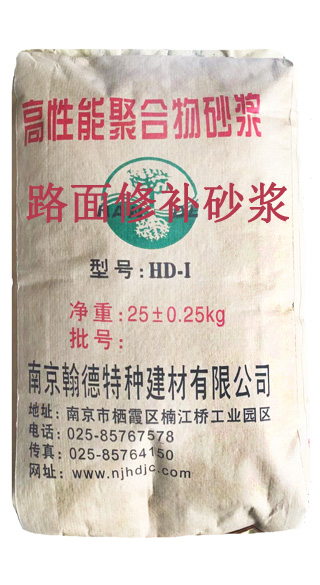 高性能聚合物砂浆
路面修补砂浆
型号:HD-I
净重:25±0.25kg
批号:
南京翰德特种建材有限公司
地址:南京市栖霞区楠江桥工业园区
电话:025-85767578
传真:025-85764150
网址:www.njhdjc.com